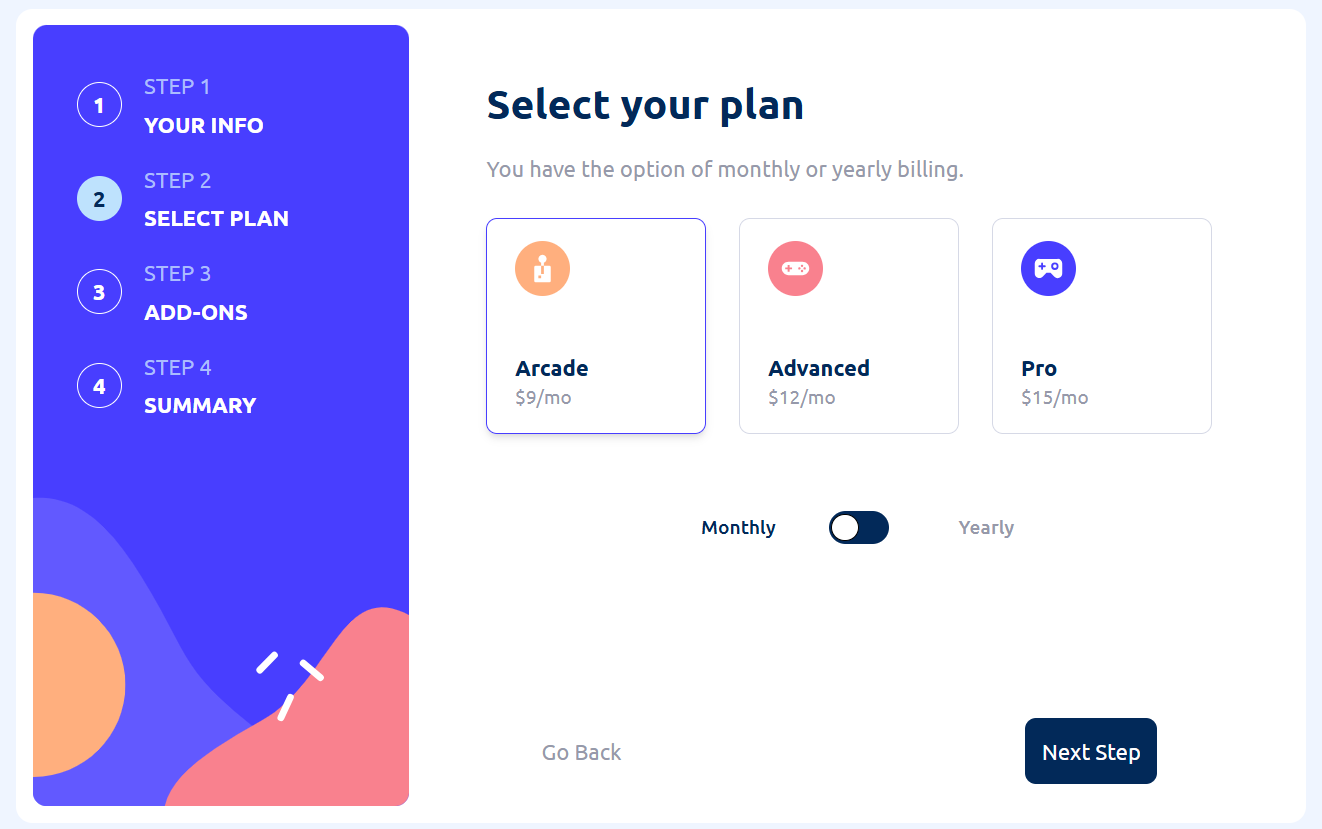 1
STEP 1
YOUR INFO
2
STEP 2
SELECT PLAN
3
STEP 3
ADD-ONS
4
STEP 4
SUMMARY
Select your plan
You have the option of monthly or yearly billing.
Arcade
$9/mo
Advanced
$12/mo
Pro
$15/mo
Monthly
Yearly
Go Back
Next Step